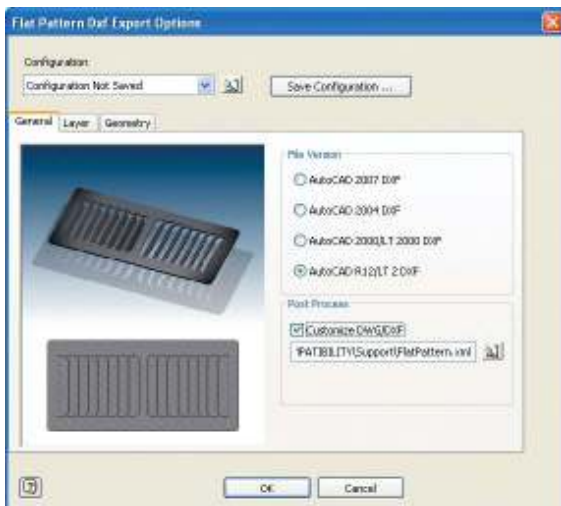 Flat Pattern Dxf Export Options
Configuration
Configuration Not Saved
Save Configuration ...
General Layer Geometry
File Version
AutoCAD 2007 DXF
AutoCAD 2004 DXF
AutoCAD 2000/LT 2000 DXF
AutoCAD R12/LT 2 DXF
Post Process
Customize DWG/DXF
\PATIBILITY\Support\FlatPattern.xml
OK Cancel